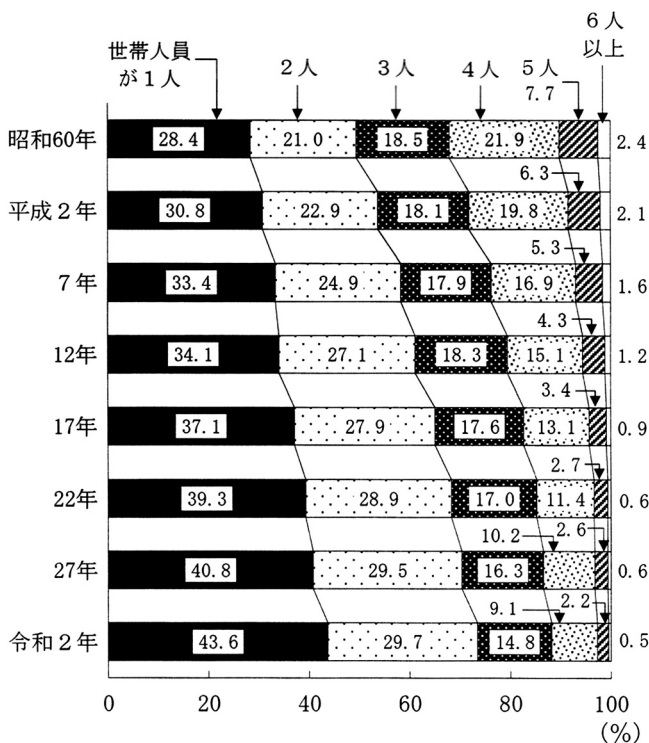 ６人
以上
世帯人員
が１人
２人
３人
４人
５人
7.7
昭和60年 28.4 21.0 18.5 21.9 2.4
6.3
平成２年 30.8 22.9 18.1 19.8 2.1
5.3
7年 33.4 24.9 17.9 16.9 1.6
4.3
12年 34.1 27.1 18.3 15.1 1.2
3.4
17年 37.1 27.9 17.6 13.1 0.9
2.7
22年 39.3 28.9 17.0 11.4 0.6
10.2 2.6
27年 40.8 29.5 16.3 0.6
9.1 2.2
令和２年 43.6 29.7 14.8 0.5
0 20 40 60 80 100
(％)